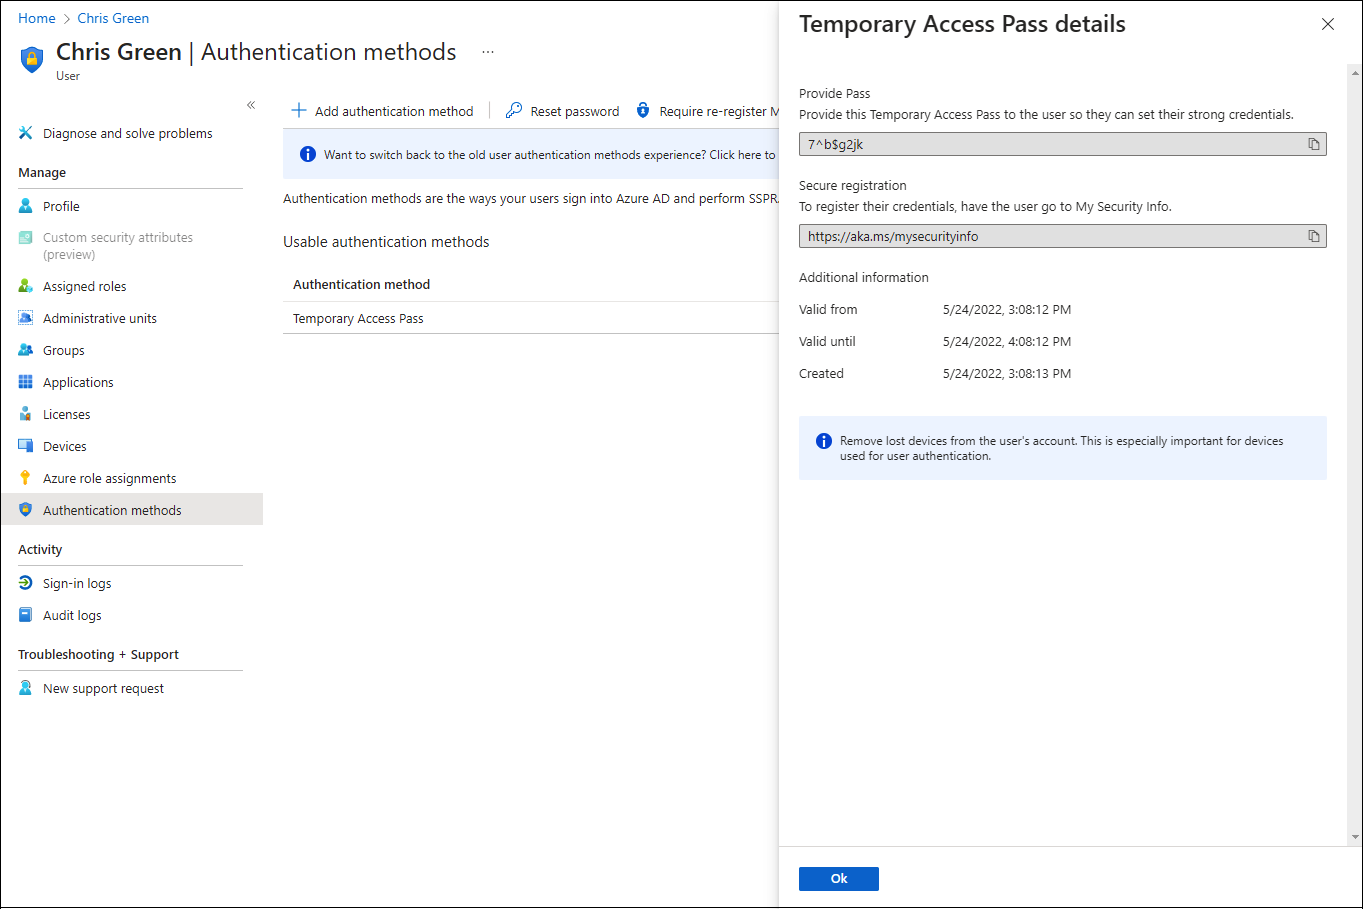 Home > Chris Green
Chris Green | Authentication methods ...
User
«
Diagnose and solve problems
Manage
Profile
Custom security attributes
(preview)
Assigned roles
Administrative units
Groups
Applications
Licenses
Devices
Azure role assignments
Authentication methods
Activity
Sign-in logs
Audit logs
Troubleshooting + Support
New support request
+ Add authentication method | Reset password Require re-register M
Want to switch back to the old user authentication methods experience? Click here to
Authentication methods are the ways your users sign into Azure AD and perform SSPR.
Usable authentication methods
Authentication method
Temporary Access Pass
Temporary Access Pass details
Provide Pass
Provide this Temporary Access Pass to the user so they can set their strong credentials.
7^b$g2jk
Secure registration
To register their credentials, have the user go to My Security Info.
https://aka.ms/mysecurityinfo
Additional information
Valid from 5/24/2022, 3:08:12 PM
Valid until 5/24/2022, 4:08:12 PM
Created 5/24/2022, 3:08:13 PM
Remove lost devices from the user's account. This is especially important for devices
used for user authentication.
Ok